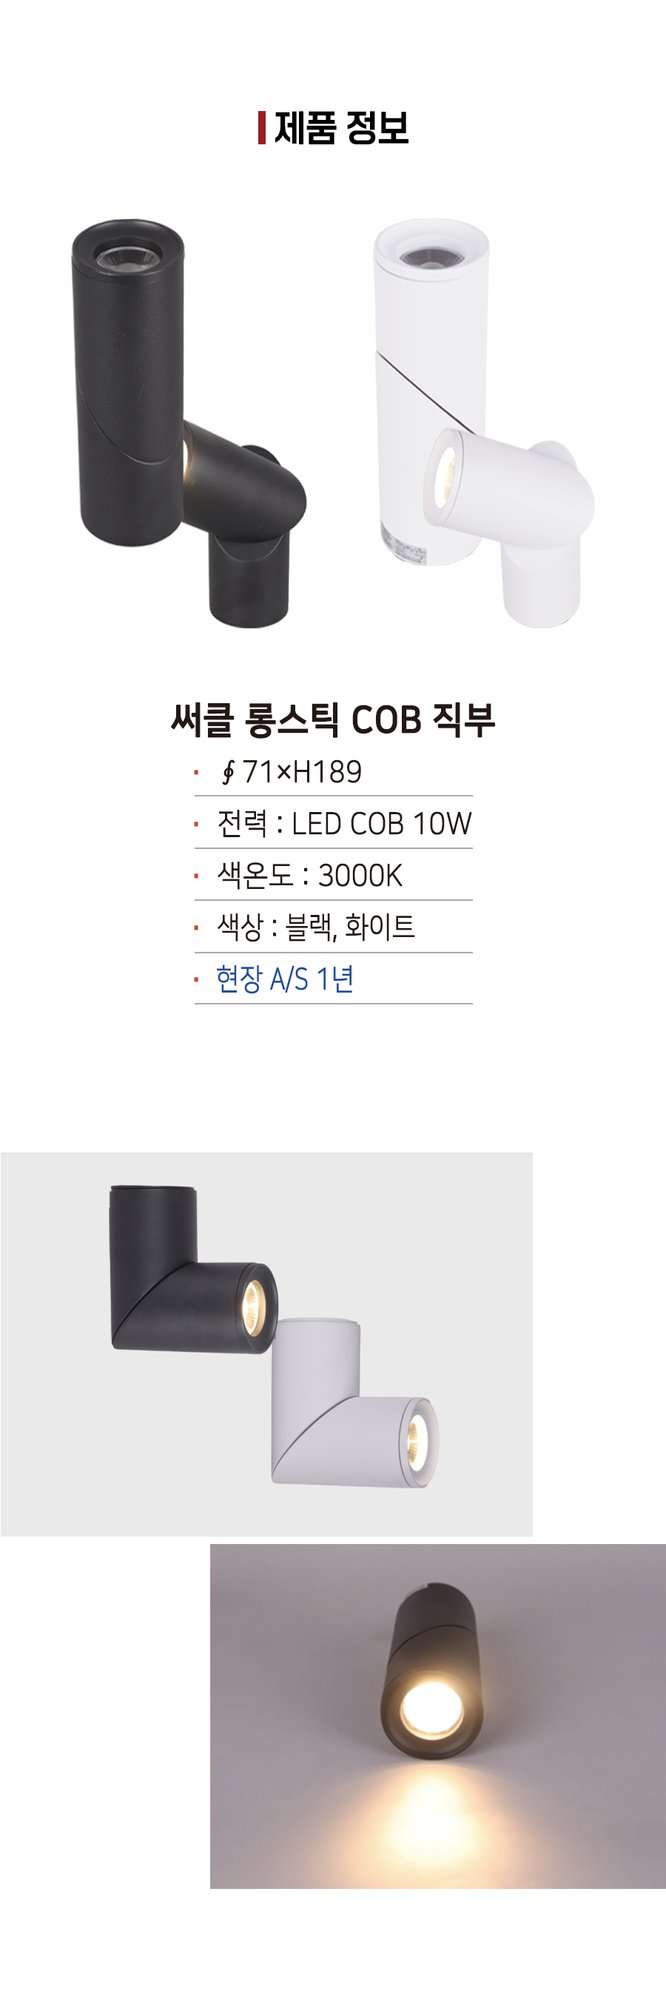 제품 정보
써클 롱스틱 COB 직부
· ∮ 71×H189
· 전력 : LED COB 10W
· 색온도 : 3000K
· 색상 : 블랙, 화이트
· 현장 A/S 1년